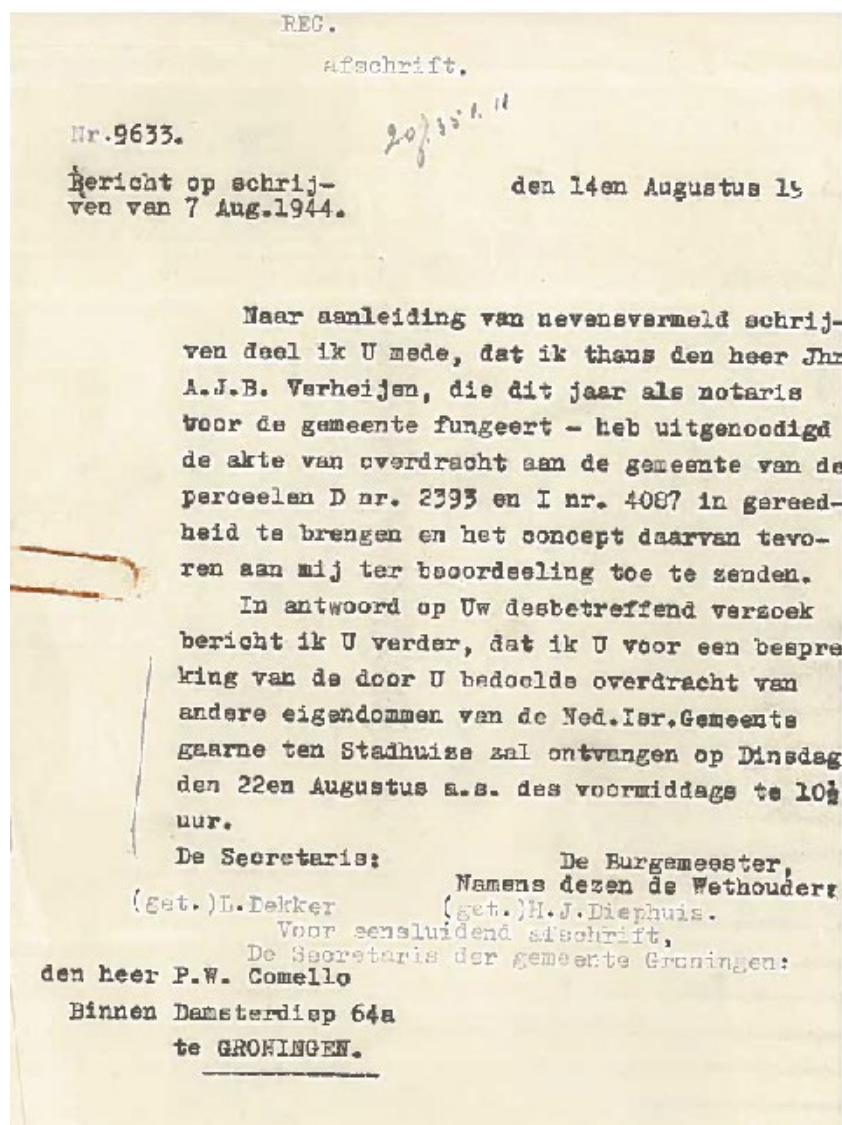 REG.
afschrift.
Nr.9633.
Bericht op schrij-
ven van 7 Aug.1944.
den 14en Augustus 19
Naar aanleiding van nevensvermeld schrij-
ven deel ik U mede, dat ik thans den heer Jhr
A.J.B. Verheijen, die dit jaar als notaris
voor de gemeente fungeert - heb uitgenoodigd
de akte van overdracht aan de gemeente van de
perceelen D nr. 2393 en I nr. 4087 in gereed-
heid te brengen en het concept daarvan tevo-
ren aan mij ter beoordeeling toe te zenden.
In antwoord op Uw desbetreffend verzoek
bericht ik U verder, dat ik U voor een bespre
king van de door U bedoelde overdracht van
andere eigendommen van de Ned.Isr.Gemeente
gaarne ten Stadhuize zal ontvangen op Dinsdag
den 22en Augustus a.s. des voormiddags te 10½
uur.
De Secretaris:
De Burgemeester,
Namens dezen de Wethouder:
(get.)L.Dekker
(get.)H.J.Diephuis.
Voor eensluidend afschrift,
De Secretaris der gemeente Groningen:
den heer P.W. Comello
Binnen Damsterdiep 64a
te GRONINGEN.